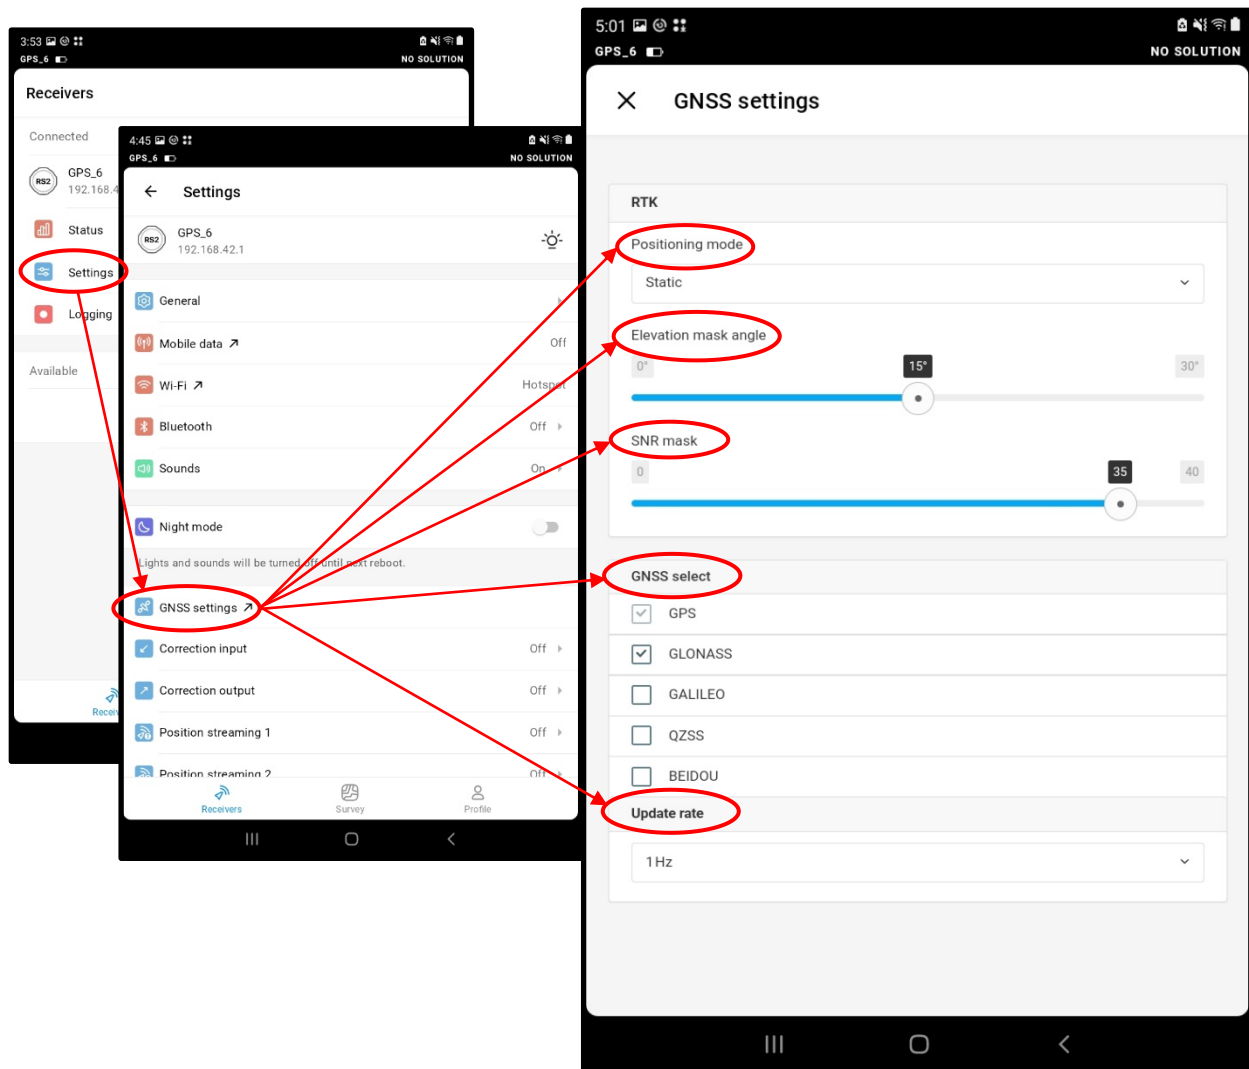 3:53
GPS_6
NO SOLUTION
Receivers
Connected
RS2
GPS_6
192.168.4
Status
Settings
Logging
Available
4:45
GPS_6
NO SOLUTION
Settings
RS2
GPS_6
192.168.42.1
General
Mobile data
Off
Wi-Fi
Hotspot
Bluetooth
Off
Sounds
On
Night mode
Lights and sounds will be turned off until next reboot.
GNSS settings
Correction input
Off
Correction output
Off
Position streaming 1
Off
Position streaming 2
Off
Receivers
Survey
Profile
5:01
GPS_6
NO SOLUTION
GNSS settings
RTK
Positioning mode
Static
Elevation mask angle
0°
15°
30°
SNR mask
0
35
40
GNSS select
GPS
GLONASS
GALILEO
QZSS
BEIDOU
Update rate
1 Hz